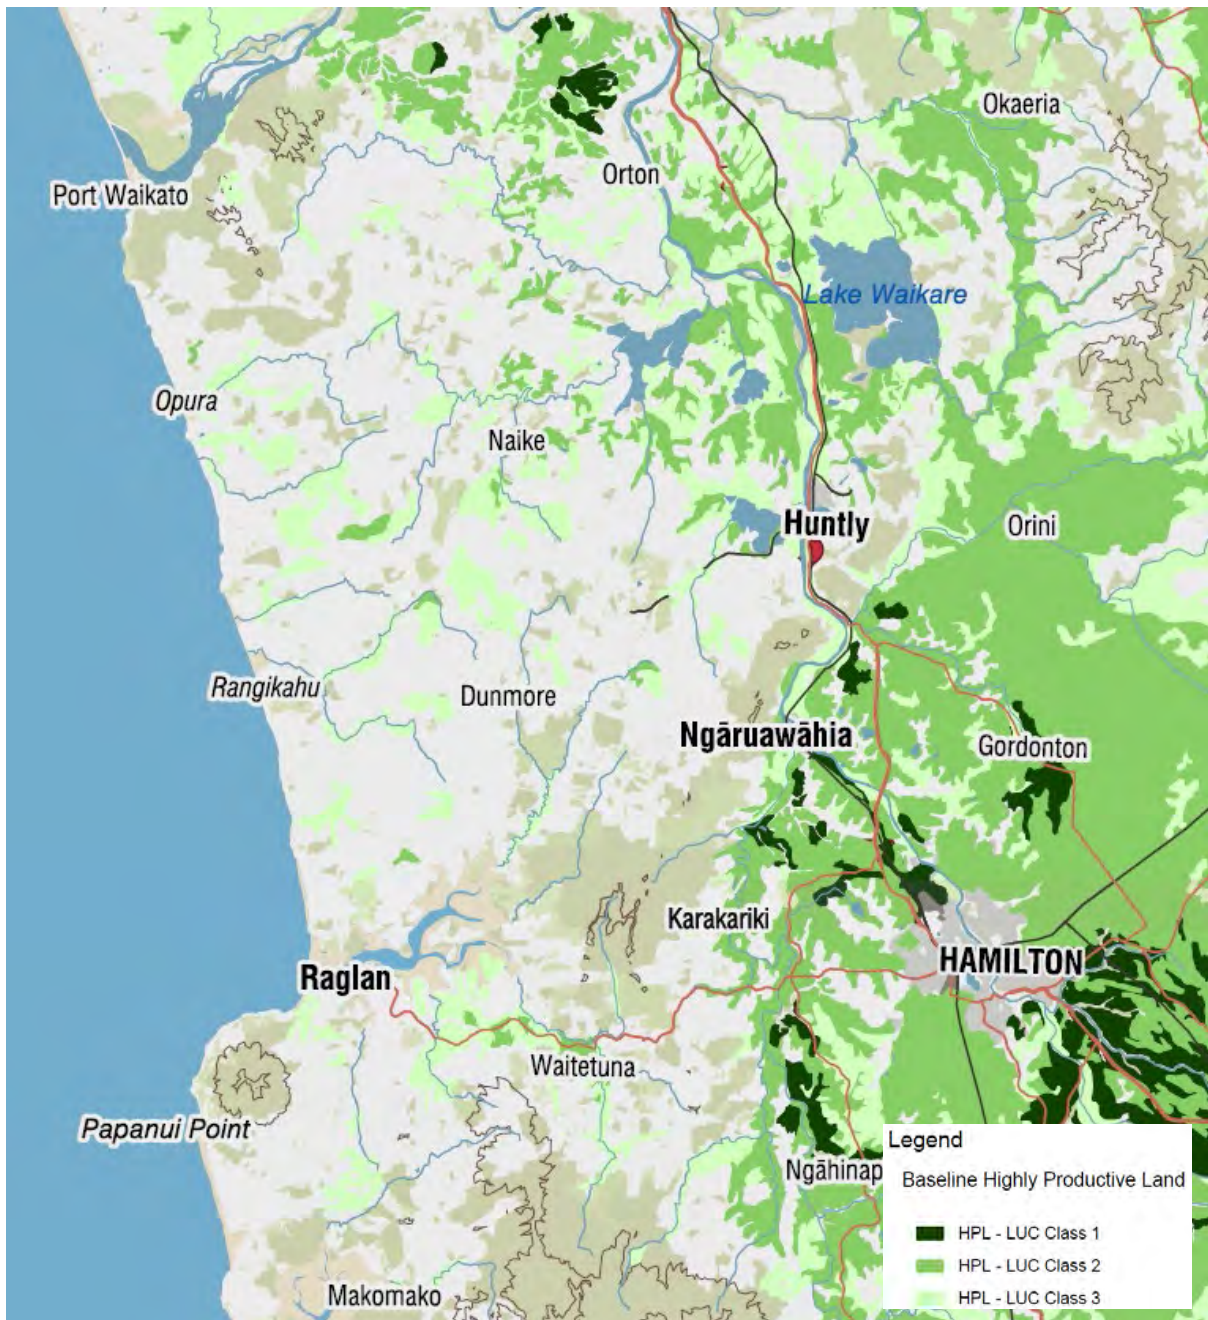 Okaeria
Orton
Port Waikato
Lake Waikare
Opura
Naike
Huntly
Orini
Rangikahu
Dunmore
Ngāruawāhia
Gordonton
Karakariki
HAMILTON
Raglan
Waitetuna
Papanui Point
Ngāhinap
Makomako
Legend
Baseline Highly Productive Land
HPL - LUC Class 1
HPL - LUC Class 2
HPL - LUC Class 3